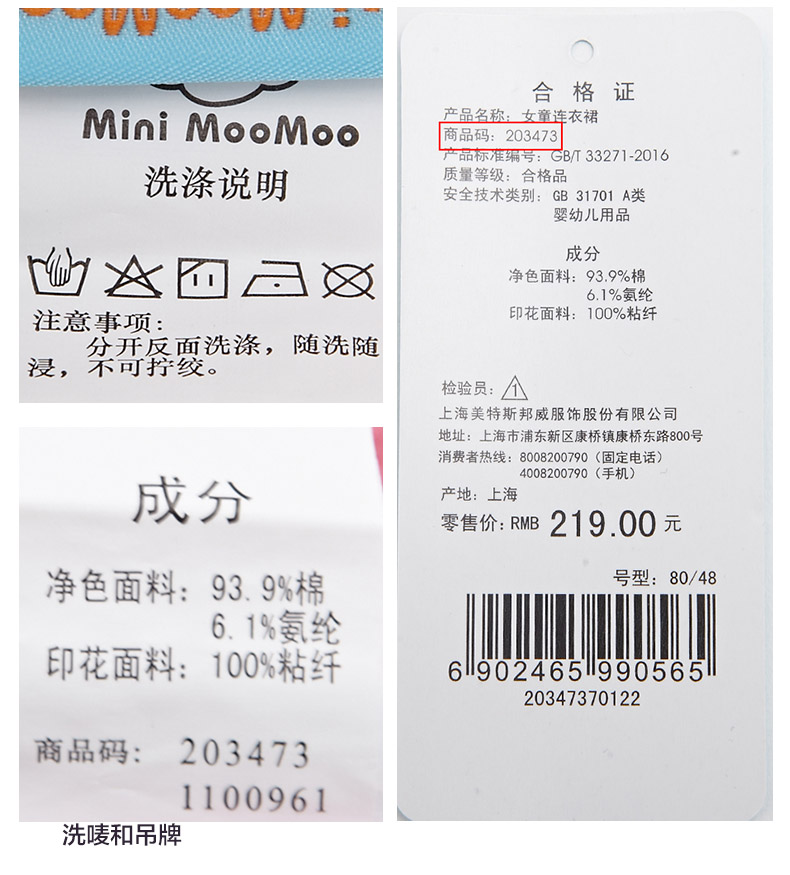 Mini MooMoo
洗涤说明
注意事项:
分开反面洗涤，随洗随
浸，不可拧绞。
成分
净色面料: 93.9%棉
6.1%氨纶
印花面料: 100%粘纤
商品码: 203473
1100961
洗唛和吊牌
合格证
产品名称: 女童连衣裙
商品码: 203473
产品标准编号: GB/T 33271-2016
质量等级: 合格品
安全技术类别: GB 31701 A类
婴幼儿用品
成分
净色面料: 93.9%棉
6.1%氨纶
印花面料: 100%粘纤
检验员: 1
上海美特斯邦威服饰股份有限公司
地址: 上海市浦东新区康桥镇康桥东路800号
消费者热线: 8008200790（固定电话）
4008200790（手机）
产地: 上海
零售价: RMB 219.00 元
号型: 80/48
6 902465 990565
20347370122